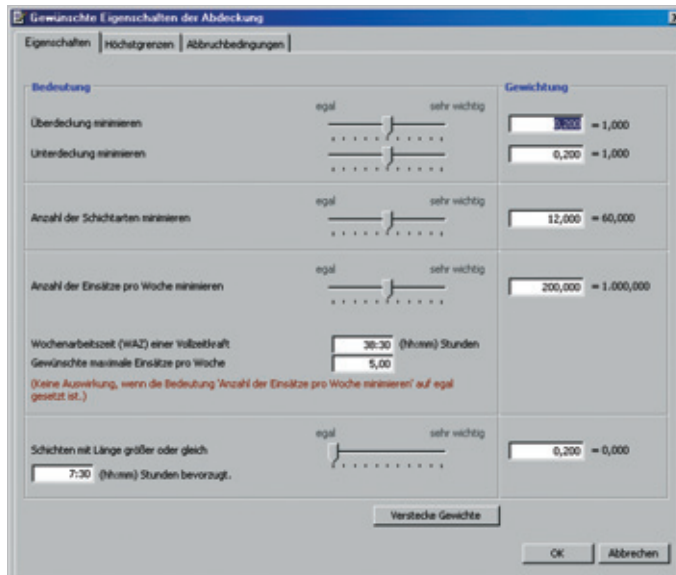 Gewünschte Eigenschaften der Abdeckung
Eigenschaften Höchstgrenzen Abbruchbedingungen
Bedeutung Gewichtung
egal sehr wichtig
Überdeckung minimieren 0,200 = 1,000
Unterdeckung minimieren 0,200 = 1,000
egal sehr wichtig
Anzahl der Schichtarten minimieren 12,000 = 60,000
egal sehr wichtig
Anzahl der Einsätze pro Woche minimieren 200,000 = 1.000,000
Wochenarbeitszeit (WAZ) einer Vollzeitkraft 38:30 (hh:mm) Stunden
Gewünschte maximale Einsätze pro Woche 5,00
(Keine Auswirkung, wenn die Bedeutung 'Anzahl der Einsätze pro Woche minimieren' auf egal
gesetzt ist.)
egal sehr wichtig
Schichten mit Länge größer oder gleich 0,200 = 0,000
7:30 (hh:mm) Stunden bevorzugt.
Verstecke Gewichte
OK Abbrechen